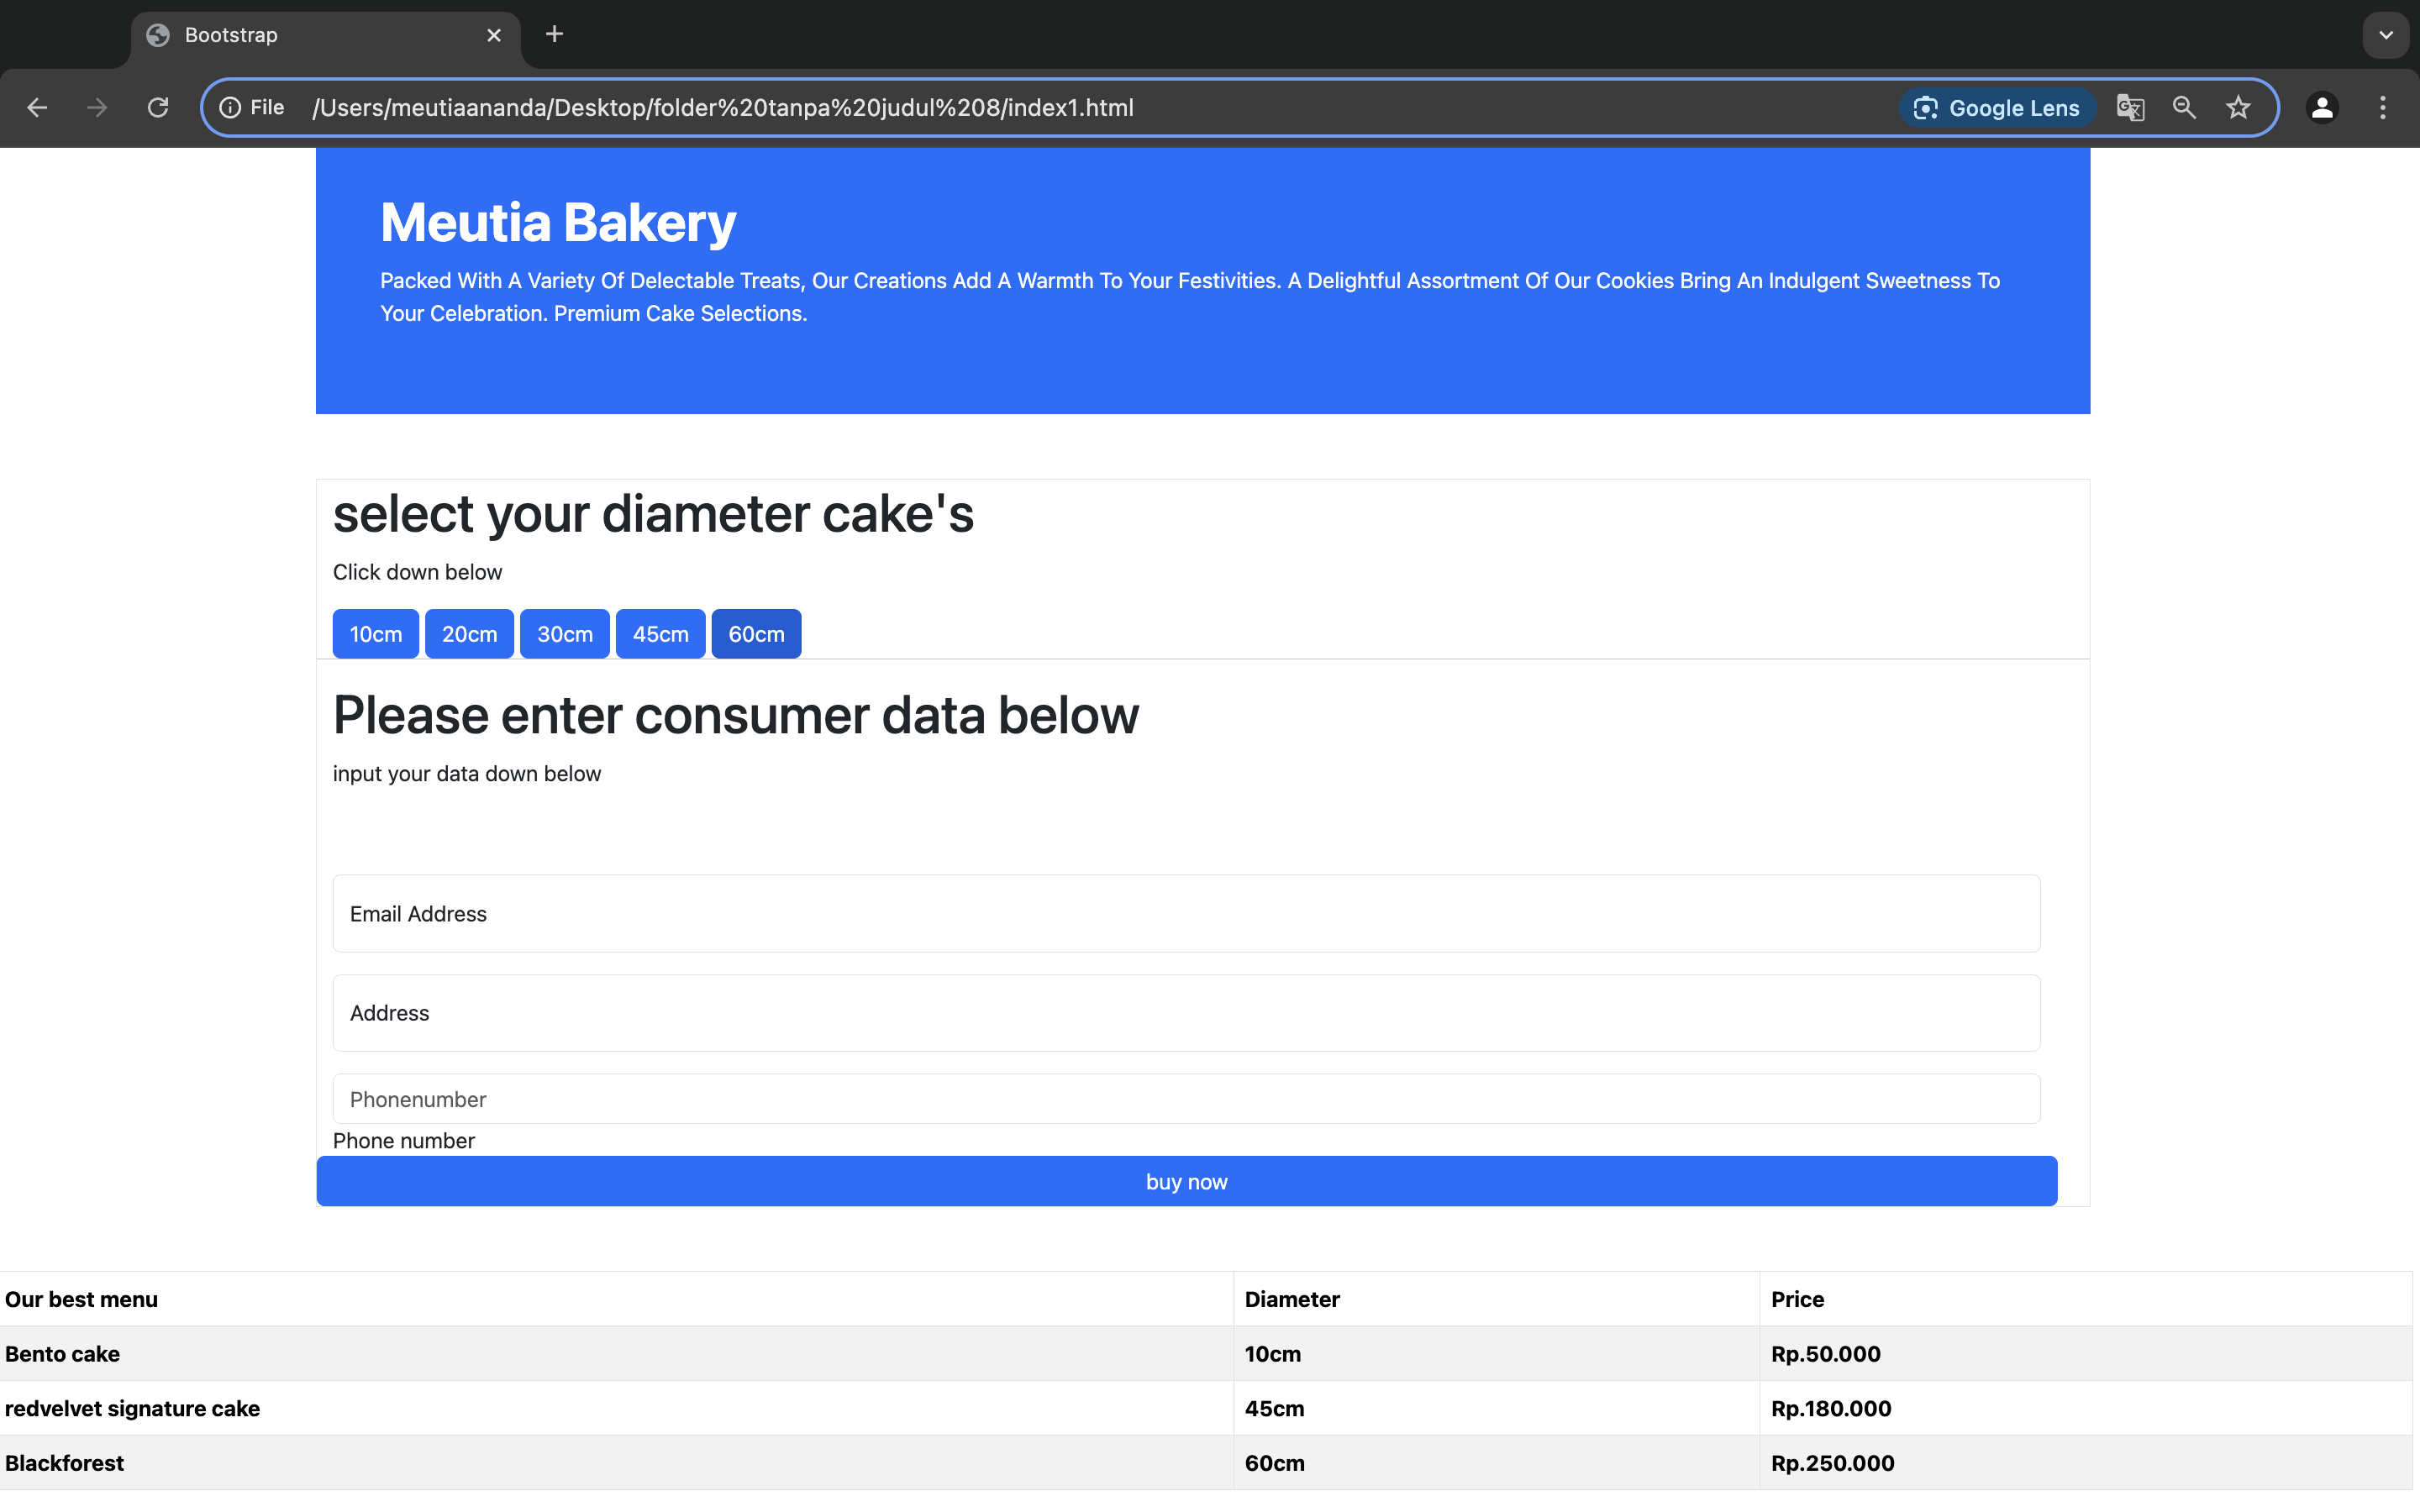 Bootstrap
File /Users/meutiaananda/Desktop/folder%20tanpa%20judul%208/index1.html Google Lens
Meutia Bakery
Packed With A Variety Of Delectable Treats, Our Creations Add A Warmth To Your Festivities. A Delightful Assortment Of Our Cookies Bring An Indulgent Sweetness To
Your Celebration. Premium Cake Selections.
select your diameter cake's
Click down below
10cm 20cm 30cm 45cm 60cm
Please enter consumer data below
input your data down below
Email Address
Address
Phonenumber
Phone number
buy now
Our best menu Diameter Price
Bento cake 10cm Rp.50.000
redvelvet signature cake 45cm Rp.180.000
Blackforest 60cm Rp.250.000